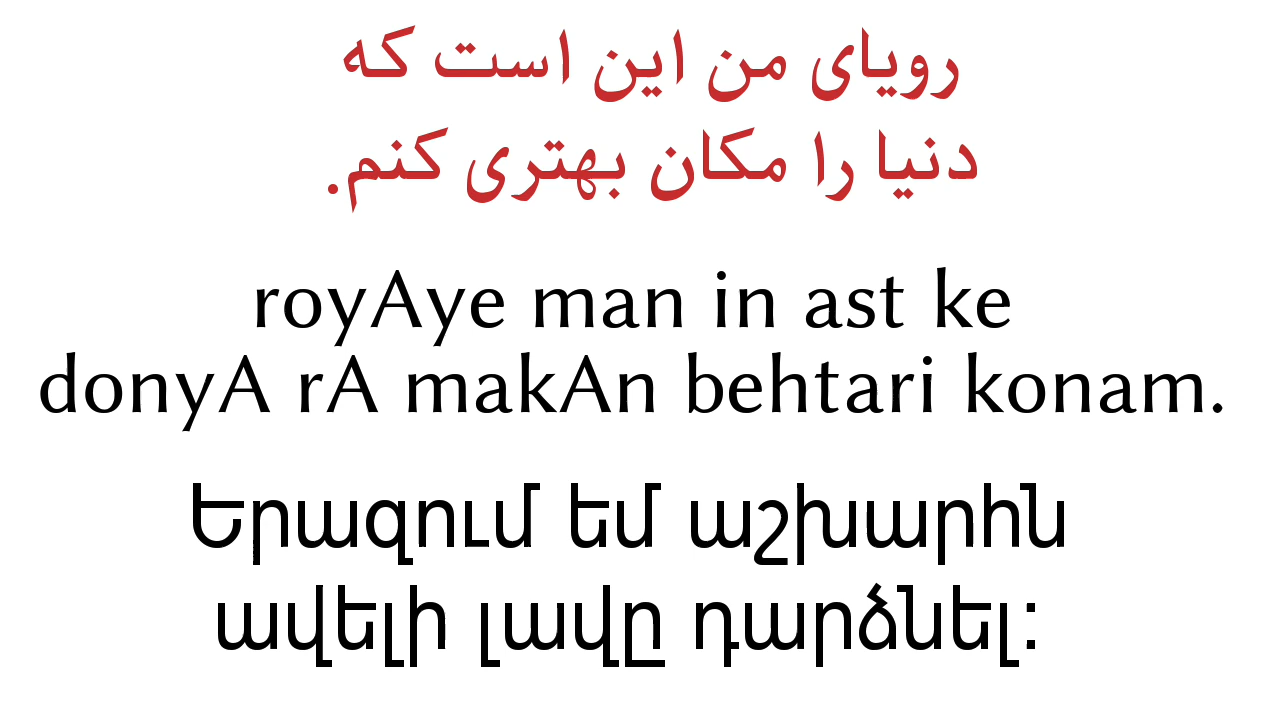 رویای من این است که
دنیا را مکان بهتری کنم.
royAye man in ast ke
donyA rA makAn behtari konam.
Երազում եմ աշխարհն
ավելի լավը դարձնել: